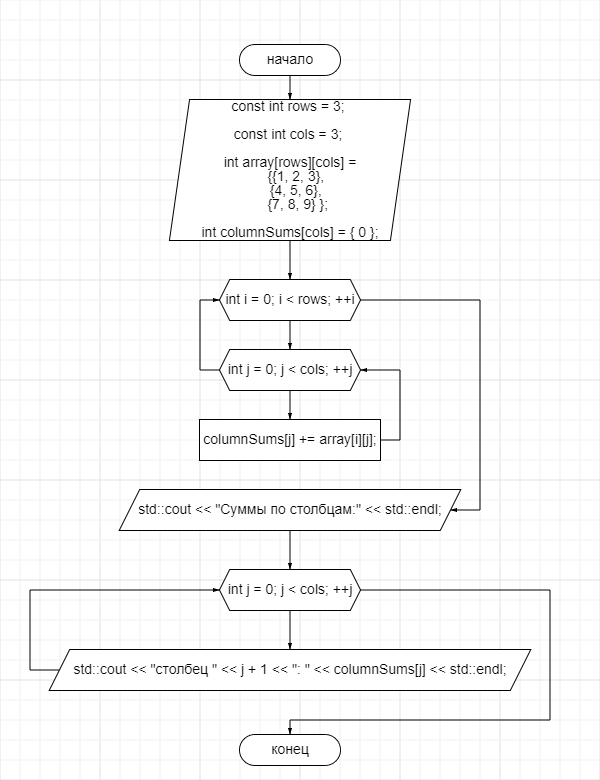 начало
const int rows = 3;
const int cols = 3;
int array[rows][cols] =
{{1, 2, 3},
{4, 5, 6},
{7, 8, 9} };
int columnSums[cols] = { 0 };
int i = 0; i < rows; ++i
int j = 0; j < cols; ++j
columnSums[j] += array[i][j];
std::cout << "Суммы по столбцам:" << std::endl;
int j = 0; j < cols; ++j
std::cout << "столбец " << j + 1 << ": " << columnSums[j] << std::endl;
конец